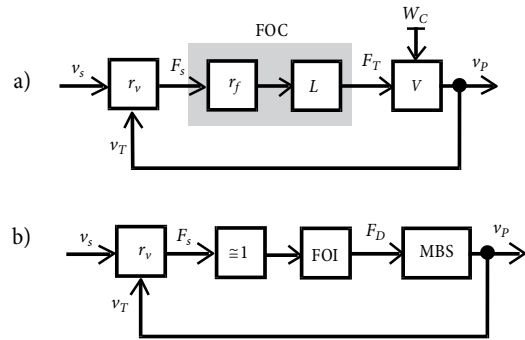 FOC
W_C
a)
v_s
r_v
F_s
r_f
L
F_T
V
v_P
v_T
b)
v_s
r_v
F_s
≅1
FOI
F_D
MBS
v_P
v_T